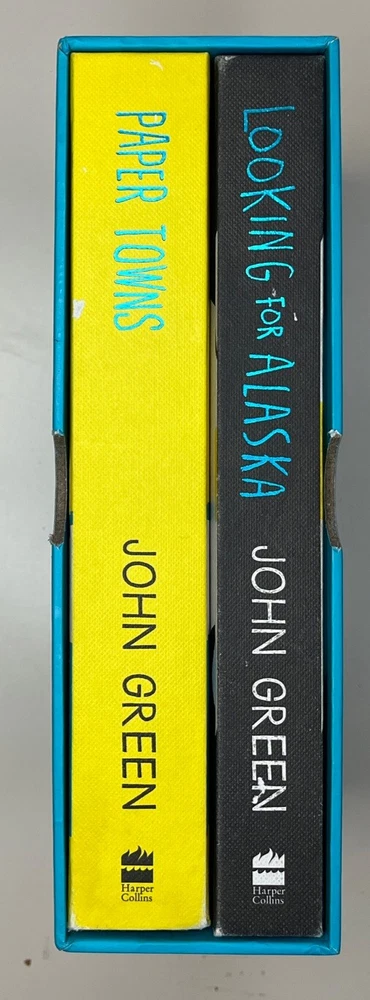 PAPER TOWNS
JOHN GREEN
Harper
Collins
LOOKING FOR ALASKA
JOHN GREEN
Harper
Collins